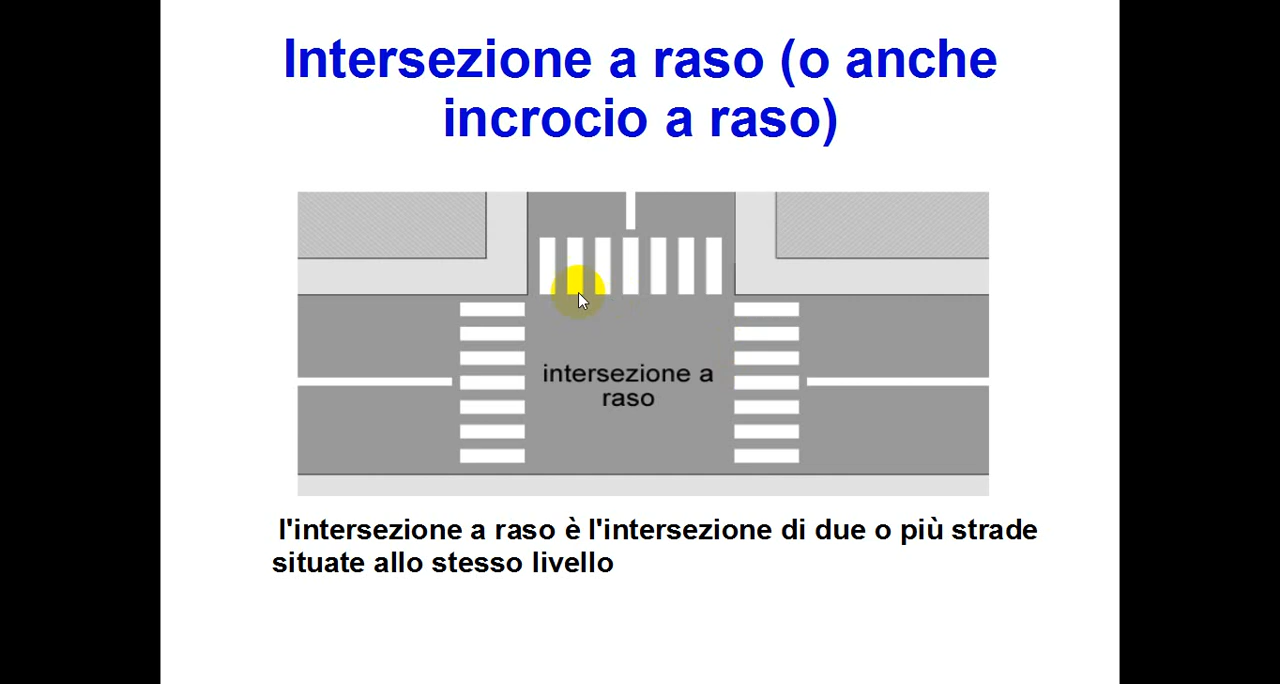 Intersezione a raso (o anche
incrocio a raso)
intersezione a
raso
l'intersezione a raso è l'intersezione di due o più strade
situate allo stesso livello